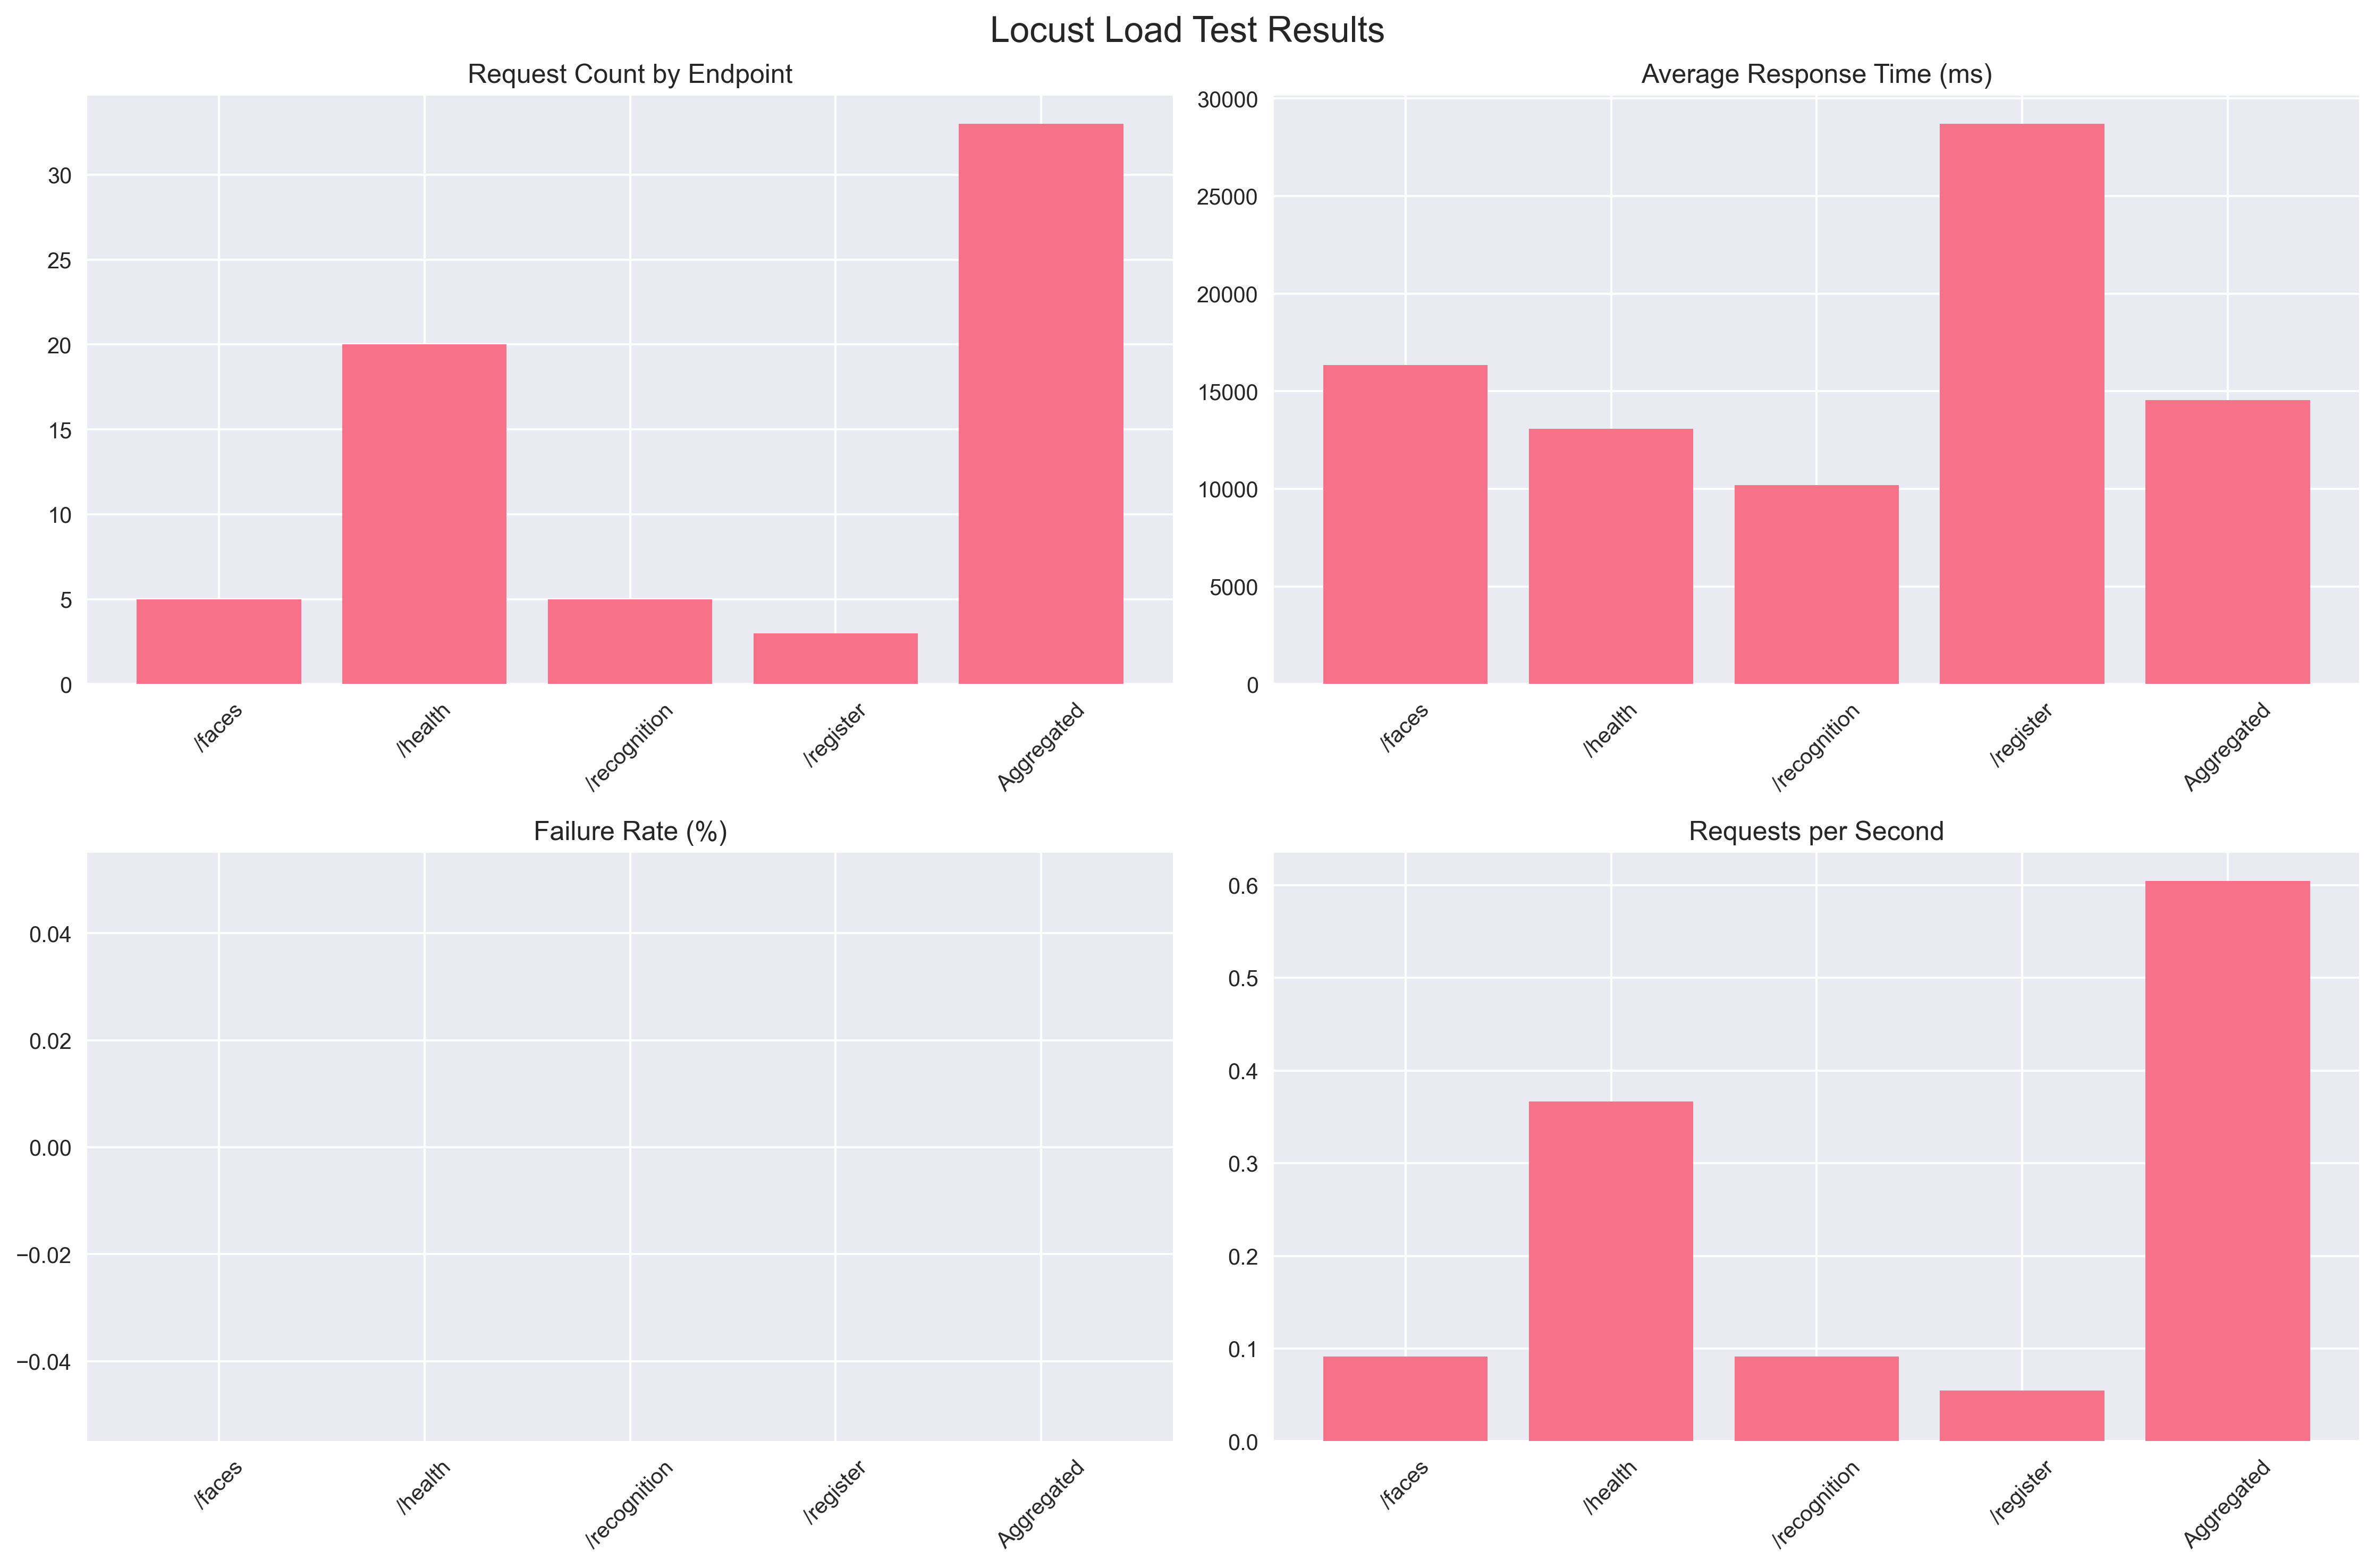 Locust Load Test Results
Request Count by Endpoint
30
25
20
15
10
5
0
/faces
/health
/recognition
/register
Aggregated
Average Response Time (ms)
30000
25000
20000
15000
10000
5000
0
/faces
/health
/recognition
/register
Aggregated
Failure Rate (%)
0.04
0.02
0.00
−0.02
−0.04
/faces
/health
/recognition
/register
Aggregated
Requests per Second
0.6
0.5
0.4
0.3
0.2
0.1
0.0
/faces
/health
/recognition
/register
Aggregated